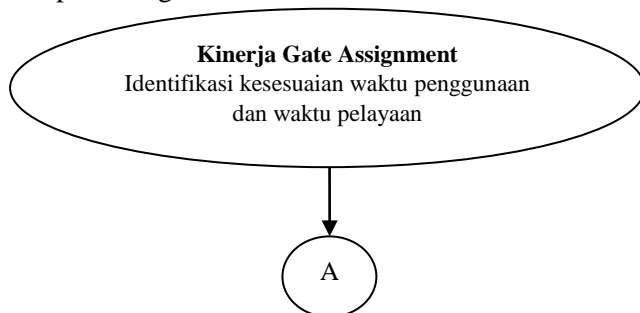 Kinerja Gate Assignment
Identifikasi kesesuaian waktu penggunaan
dan waktu pelayaan
A